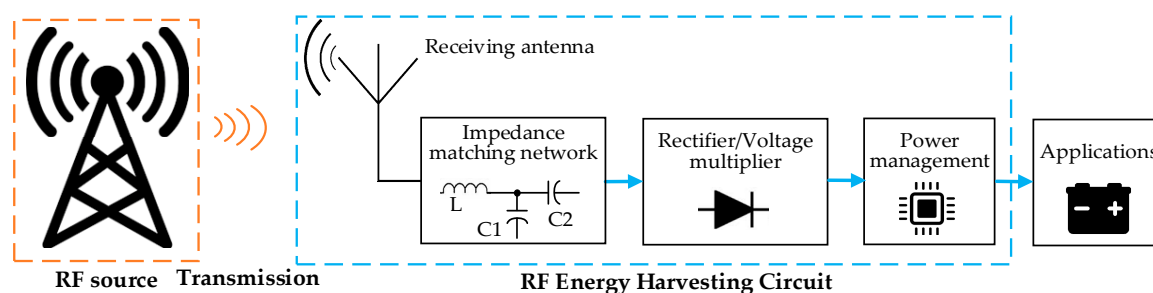 Receiving antenna
Impedance
matching network
L
C1
C2
Rectifier/Voltage
multiplier
Power
management
Applications
RF source
Transmission
RF Energy Harvesting Circuit